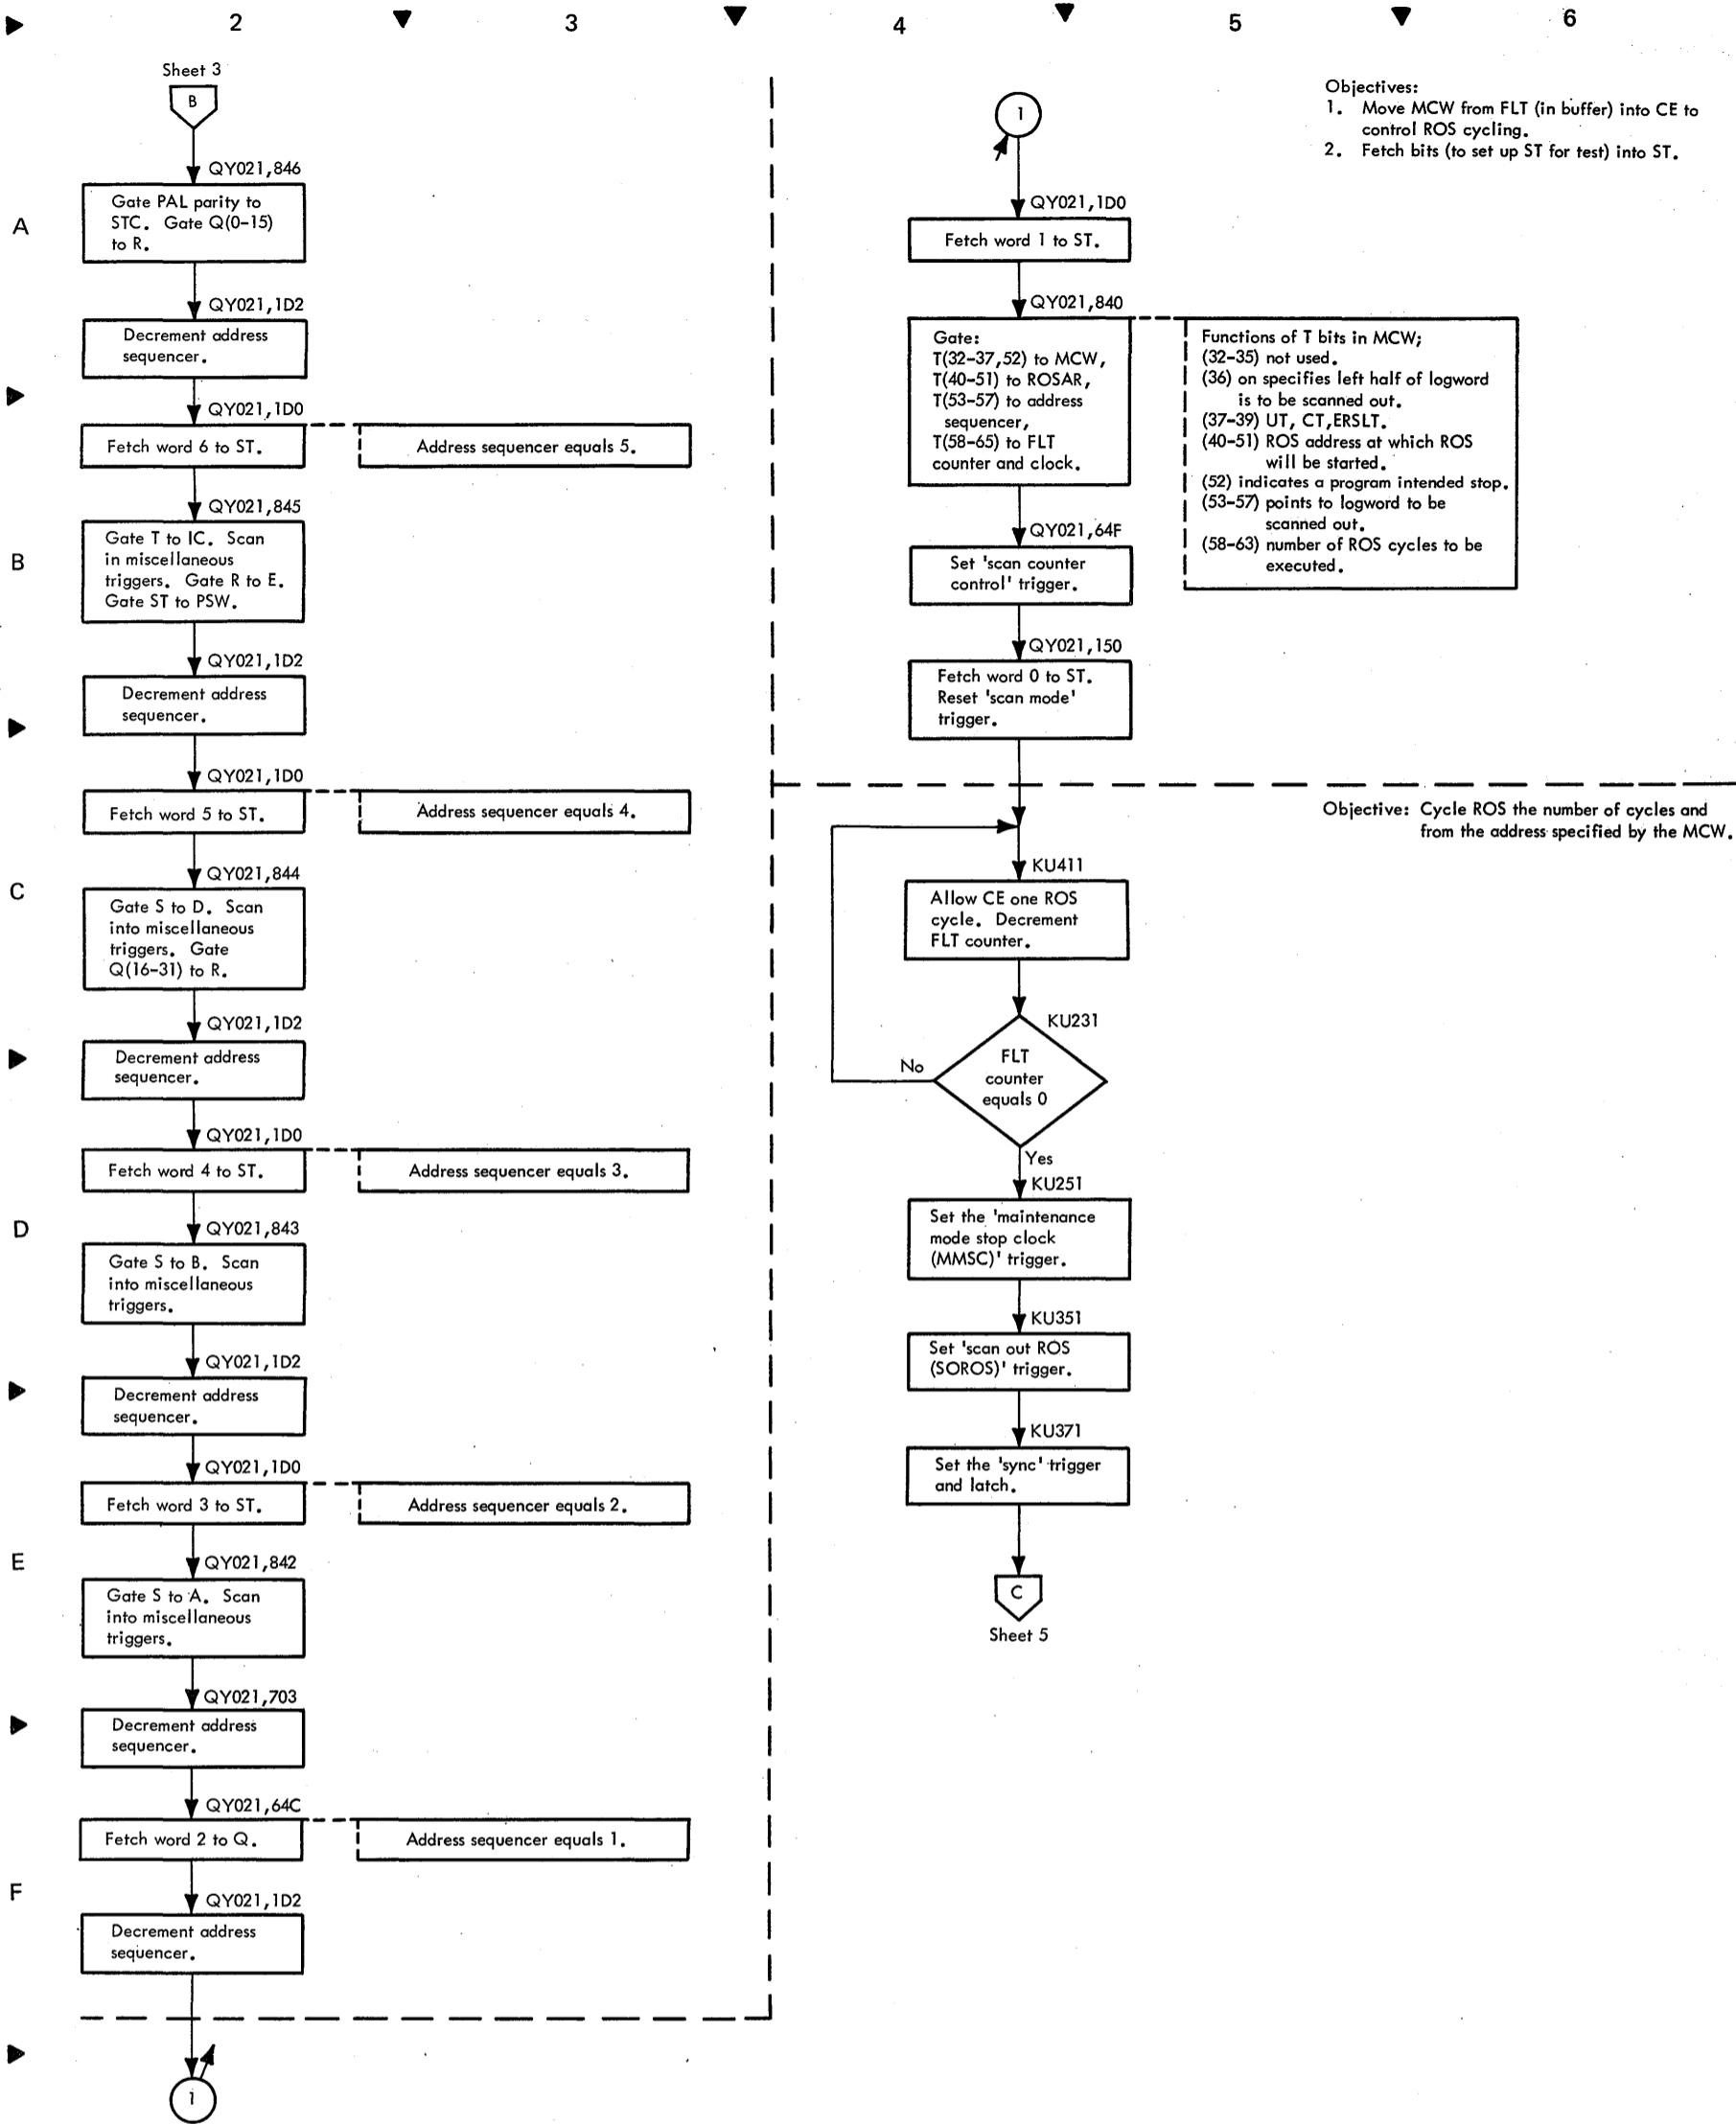 2
3
4
5
6
Sheet 3
B
QY021,846
Gate PAL parity to
STC. Gate Q(0-15)
to R.
A
QY021,1D2
Decrement address
sequencer.
QY021,1D0
Fetch word 6 to ST.
Address sequencer equals 5.
QY021,845
Gate T to IC. Scan
in miscellaneous
triggers. Gate R to E.
Gate ST to PSW.
B
QY021,1D2
Decrement address
sequencer.
QY021,1D0
Fetch word 5 to ST.
Address sequencer equals 4.
QY021,844
C
Gate S to D. Scan
into miscellaneous
triggers. Gate
Q(16-31) to R.
QY021,1D2
Decrement address
sequencer.
QY021,1D0
Fetch word 4 to ST.
Address sequencer equals 3.
QY021,843
D
Gate S to B. Scan
into miscellaneous
triggers.
QY021,1D2
Decrement address
sequencer.
QY021,1D0
Fetch word 3 to ST.
Address sequencer equals 2.
QY021,842
E
Gate S to A. Scan
into miscellaneous
triggers.
QY021,703
Decrement address
sequencer.
QY021,64C
Fetch word 2 to Q.
Address sequencer equals 1.
F
QY021,1D2
Decrement address
sequencer.
1
1
Objectives:
1. Move MCW from FLT (in buffer) into CE to
control ROS cycling.
2. Fetch bits (to set up ST for test) into ST.
QY021,1D0
Fetch word 1 to ST.
QY021,840
Gate:
T(32-37,52) to MCW,
T(40-51) to ROSAR,
T(53-57) to address
sequencer,
T(58-65) to FLT
counter and clock.
Functions of T bits in MCW;
(32-35) not used.
(36) on specifies left half of logword
is to be scanned out.
(37-39) UT, CT,ERSLT.
(40-51) ROS address at which ROS
will be started.
(52) indicates a program intended stop.
(53-57) points to logword to be
scanned out.
(58-63) number of ROS cycles to be
executed.
QY021,64F
Set 'scan counter
control' trigger.
QY021,150
Fetch word 0 to ST.
Reset 'scan mode'
trigger.
Objective: Cycle ROS the number of cycles and
from the address specified by the MCW.
KU411
Allow CE one ROS
cycle. Decrement
FLT counter.
KU231
FLT
counter
equals 0
No
Yes
KU251
Set the 'maintenance
mode stop clock
(MMSC)' trigger.
KU351
Set 'scan out ROS
(SOROS)' trigger.
KU371
Set the 'sync' trigger
and latch.
C
Sheet 5